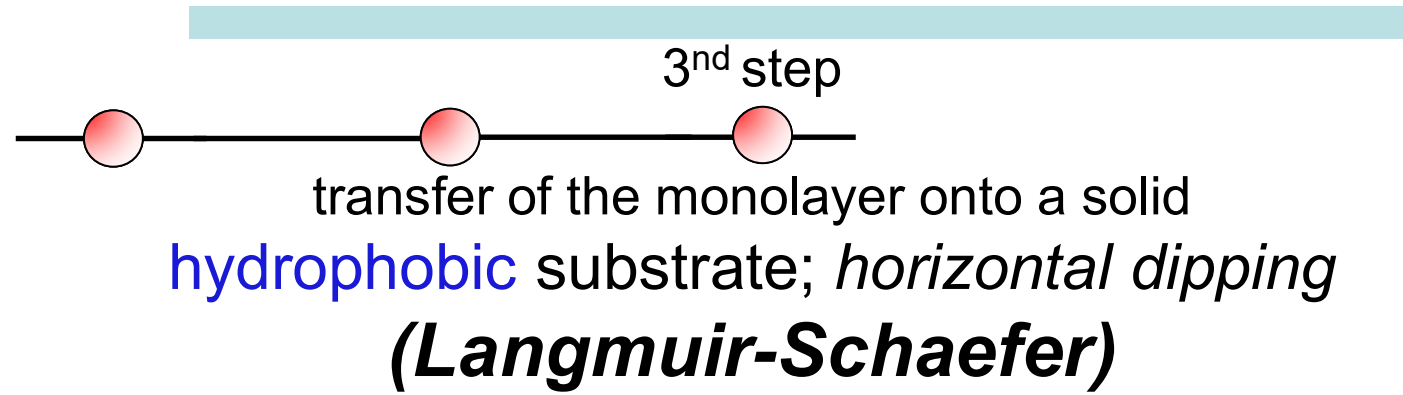 3nd step
transfer of the monolayer onto a solid
hydrophobic substrate; horizontal dipping
(Langmuir-Schaefer)